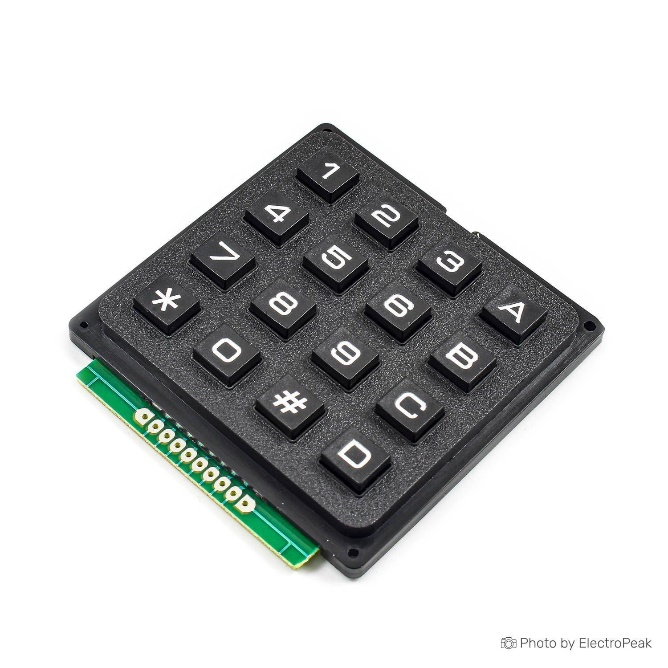 1 2 3 A
4 5 6 B
7 8 9 C
* 0 # D
Photo by ElectroPeak